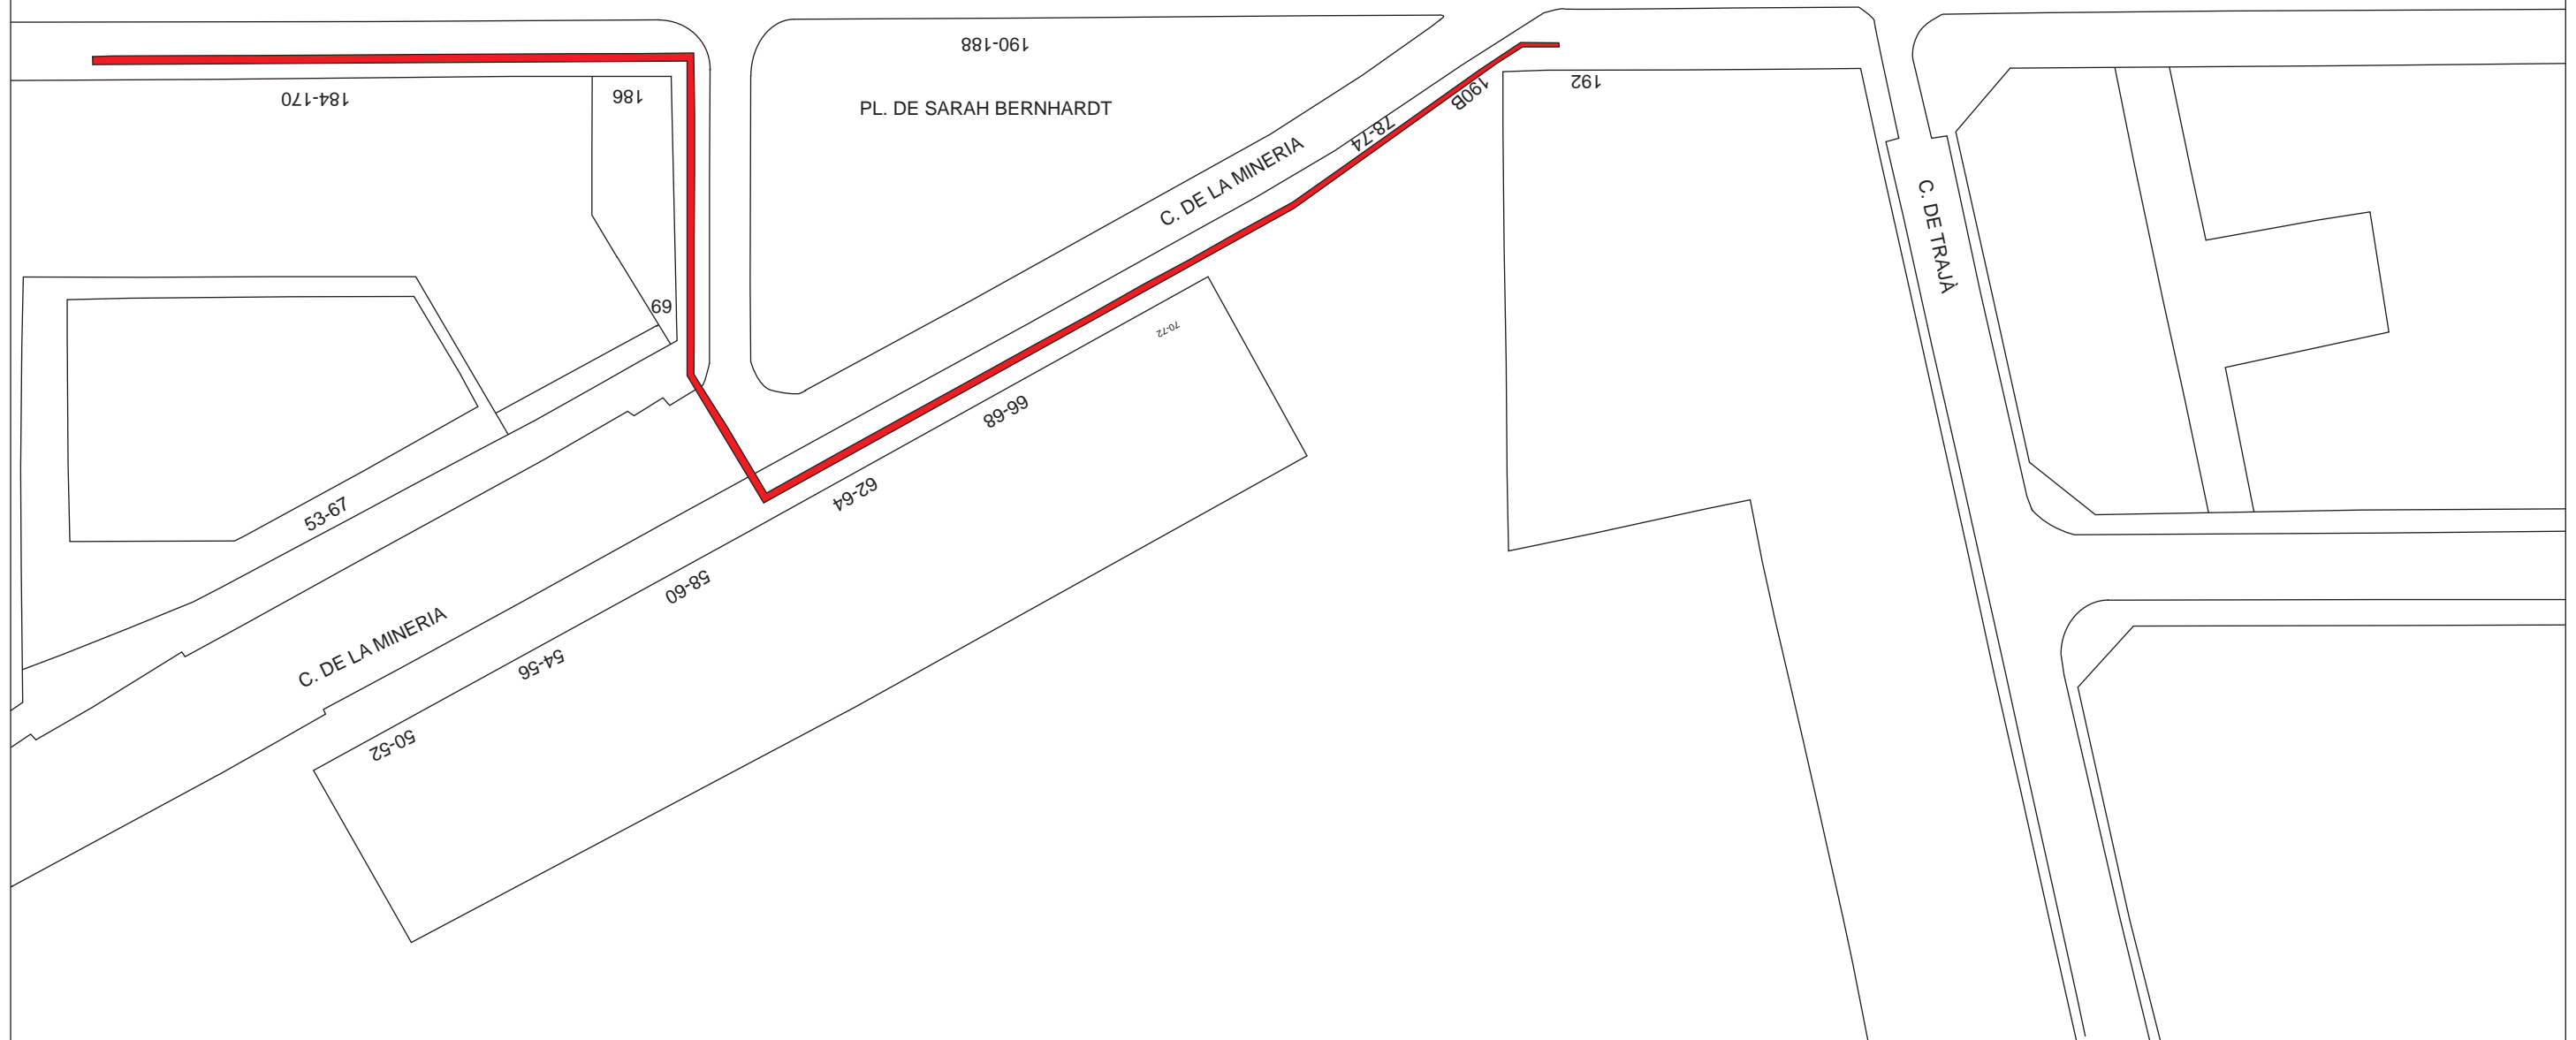 190-188
184-170
186
PL. DE SARAH BERNHARDT
192
190B
78-74
C. DE LA MINERIA
C. DE TRAJÀ
69
70-72
66-68
62-64
53-67
58-60
C. DE LA MINERIA
54-56
50-52